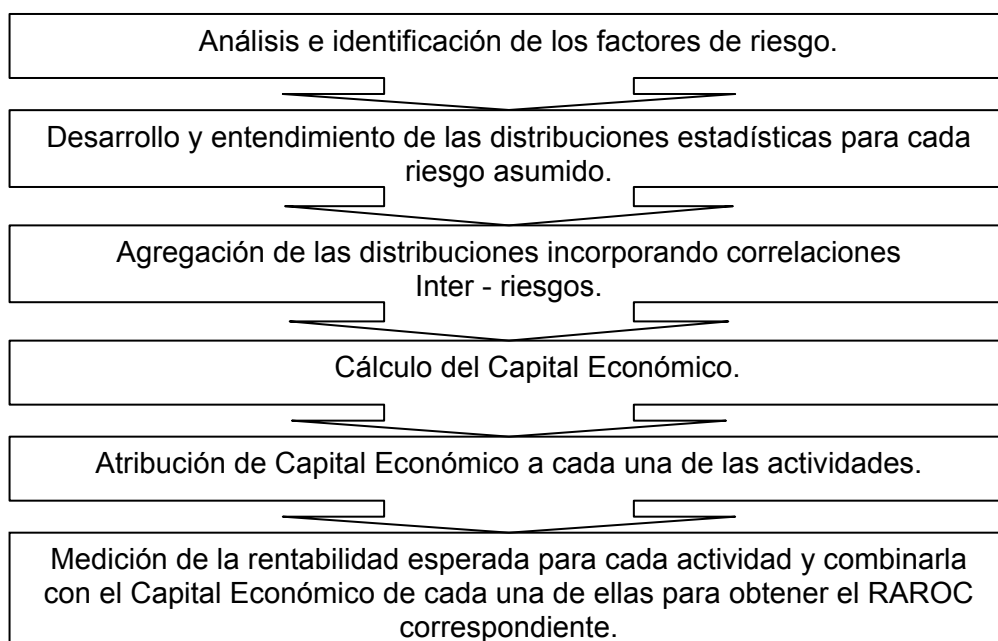 Análisis e identificación de los factores de riesgo.
Desarrollo y entendimiento de las distribuciones estadísticas para cada
riesgo asumido.
Agregación de las distribuciones incorporando correlaciones
Inter - riesgos.
Cálculo del Capital Económico.
Atribución de Capital Económico a cada una de las actividades.
Medición de la rentabilidad esperada para cada actividad y combinarla
con el Capital Económico de cada una de ellas para obtener el RAROC
correspondiente.